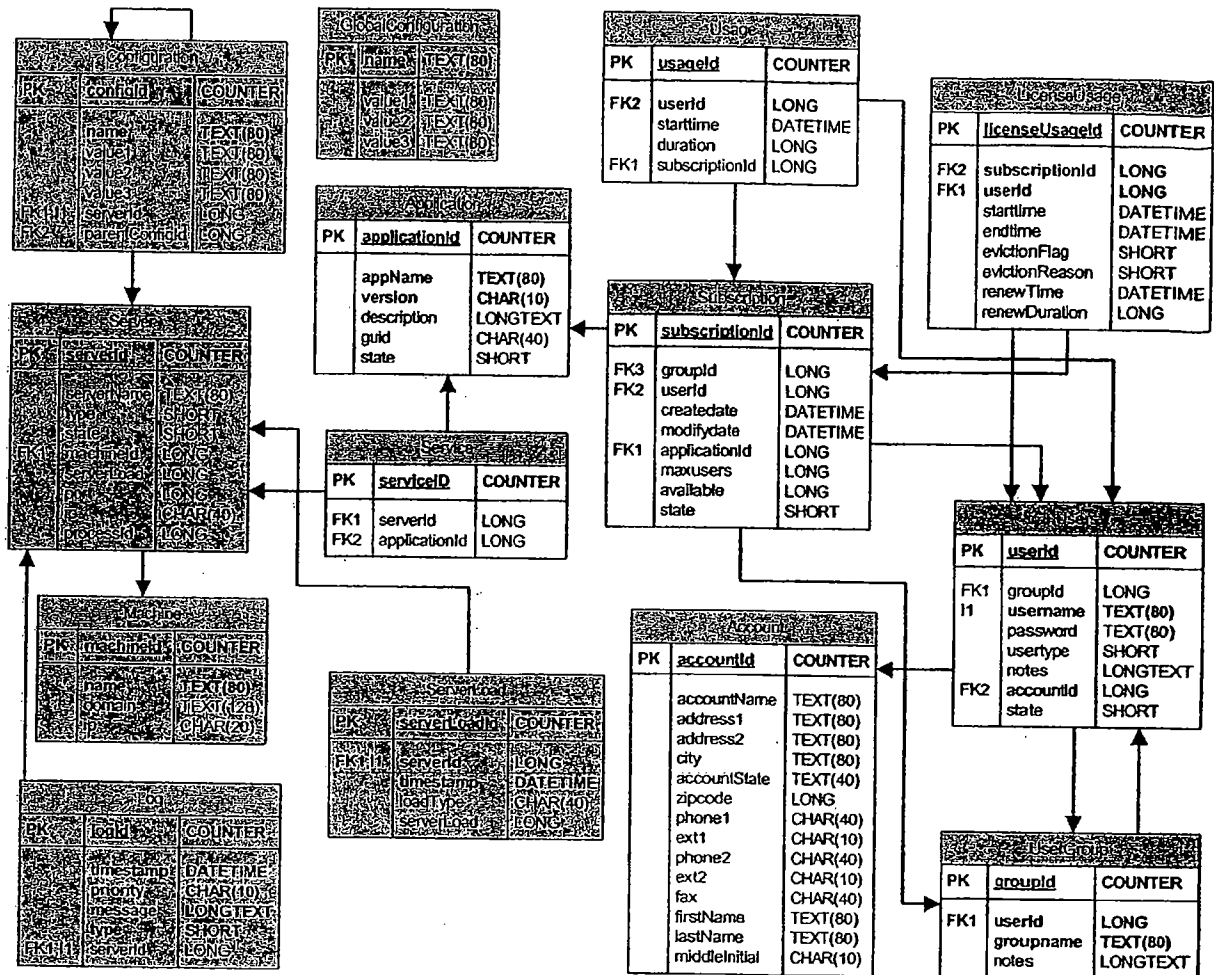 Configuration
PK configId COUNTER
name TEXT(80)
value1 TEXT(80)
value2 TEXT(80)
value3 TEXT(80)
FK1,I1 serverId LONG
FK2 parentConfigId LONG
GlobalConfiguration
PK name TEXT(80)
value1 TEXT(80)
value2 TEXT(80)
value3 TEXT(80)
Usage
PK usageId COUNTER
FK2 userId LONG
starttime DATETIME
duration LONG
FK1 subscriptionId LONG
licenseUsage
PK licenseUsageId COUNTER
FK2 subscriptionId LONG
FK1 userId LONG
starttime DATETIME
endtime DATETIME
evictionFlag SHORT
evictionReason SHORT
renewTime DATETIME
renewDuration LONG
Application
PK applicationId COUNTER
appName TEXT(80)
version CHAR(10)
description LONGTEXT
guid CHAR(40)
state SHORT
Subscription
PK subscriptionId COUNTER
FK3 groupId LONG
FK2 userId LONG
createdate DATETIME
modifydate DATETIME
FK1 applicationId LONG
maxusers LONG
available LONG
state SHORT
Server
PK serverId COUNTER
serverName TEXT(80)
type SHORT
state SHORT
FK1 machineId LONG
serverLoad LONG
port LONG
CHAR(40)
processId LONG
Service
PK serviceID COUNTER
FK1 serverId LONG
FK2 applicationId LONG
PK userId COUNTER
FK1 groupId LONG
I1 username TEXT(80)
password TEXT(80)
usertype SHORT
notes LONGTEXT
FK2 accountId LONG
state SHORT
Machine
PK machineId COUNTER
name TEXT(80)
domain TEXT(128)
CHAR(20)
Account
PK accountId COUNTER
accountName TEXT(80)
address1 TEXT(80)
address2 TEXT(80)
city TEXT(80)
accountState TEXT(40)
zipcode LONG
phone1 CHAR(40)
ext1 CHAR(10)
phone2 CHAR(40)
ext2 CHAR(10)
fax CHAR(40)
firstName TEXT(80)
lastName TEXT(80)
middleInitial CHAR(10)
ServerLoad
PK serverLoadId COUNTER
FK1,I1 serverId LONG
timestamp DATETIME
loadType CHAR(40)
serverLoad LONG
Log
PK logId COUNTER
timestamp DATETIME
priority CHAR(10)
message LONGTEXT
type SHORT
FK1,I1 serverId LONG
UserGroup
PK groupId COUNTER
FK1 userId LONG
groupname TEXT(80)
notes LONGTEXT